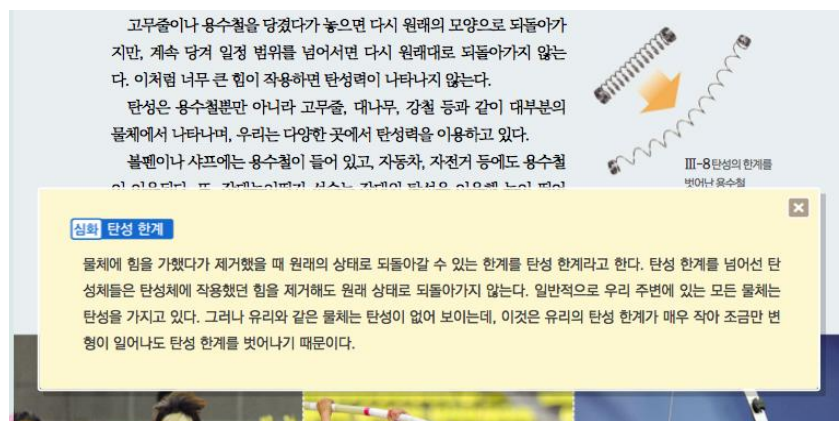 고무줄이나 용수철을 당겼다가 놓으면 다시 원래의 모양으로 되돌아가
지만, 계속 당겨 일정 범위를 넘어서면 다시 원래대로 되돌아가지 않는
다. 이처럼 너무 큰 힘이 작용하면 탄성력이 나타나지 않는다.
탄성은 용수철뿐만 아니라 고무줄, 대나무, 강철 등과 같이 대부분의
물체에서 나타나며, 우리는 다양한 곳에서 탄성력을 이용하고 있다.
볼펜이나 샤프에는 용수철이 들어 있고, 자동차, 자전거 등에도 용수철
III-8 탄성의 한계를
벗어난 용수철
심화 탄성 한계
물체에 힘을 가했다가 제거했을 때 원래의 상태로 되돌아갈 수 있는 한계를 탄성 한계라고 한다. 탄성 한계를 넘어선 탄
성체들은 탄성체에 작용했던 힘을 제거해도 원래 상태로 되돌아가지 않는다. 일반적으로 우리 주변에 있는 모든 물체는
탄성을 가지고 있다. 그러나 유리와 같은 물체는 탄성이 없어 보이는데, 이것은 유리의 탄성 한계가 매우 작아 조금만 변
형이 일어나도 탄성 한계를 벗어나기 때문이다.